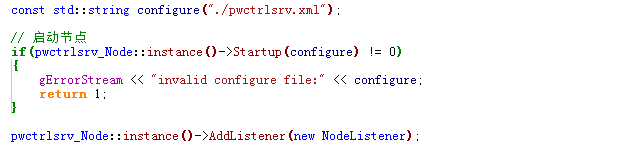 const std::string configure("./pwctrlsrv.xml");
// 启动节点
if(pwctrlsrv_Node::instance()->Startup(configure) != 0)
{
gErrorStream << "invalid configure file:" << configure;
return 1;
}
pwctrlsrv_Node::instance()->AddListener(new NodeListener);